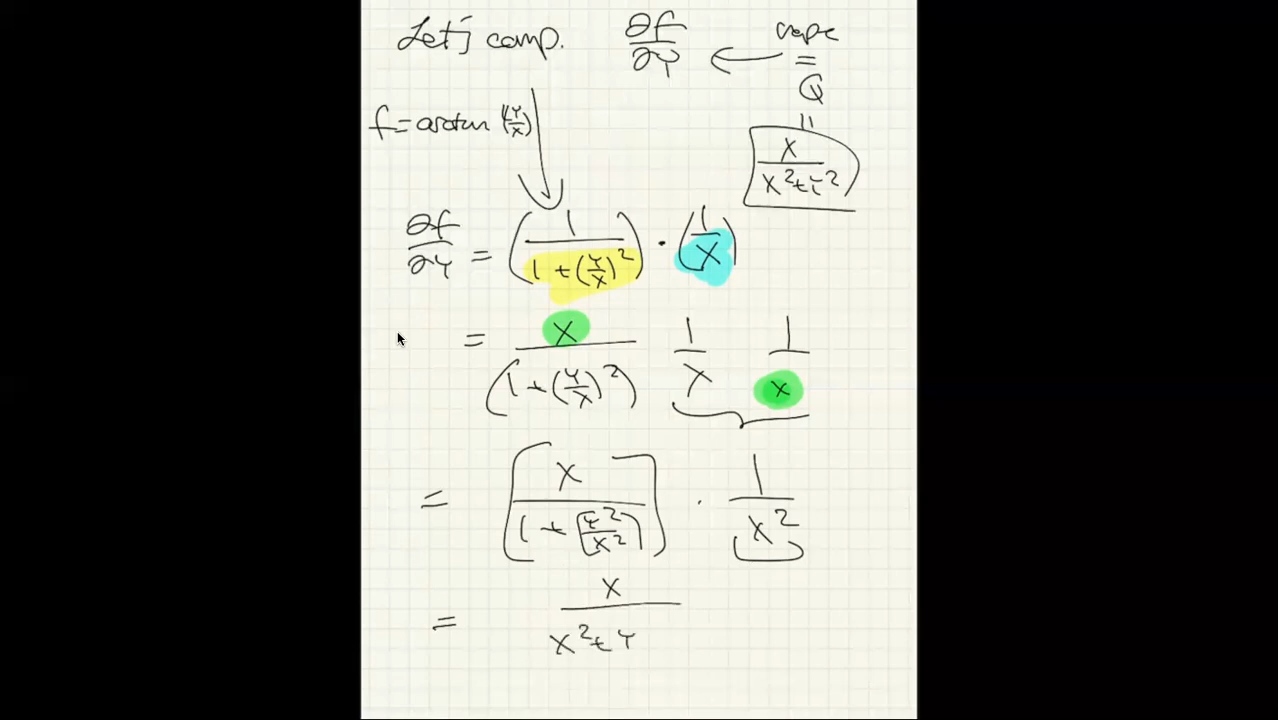 Let's comp. ∂f/∂y ← hope
= Q
f = arctan (y/x)
= x/(x²+y²)
∂f/∂y = (1/(1+(y/x)²)) · (1/x)
= x/(1+(y/x)²) 1/x 1/x
= [x/(1+(y²/x²))] · 1/x²
= x/(x²+y